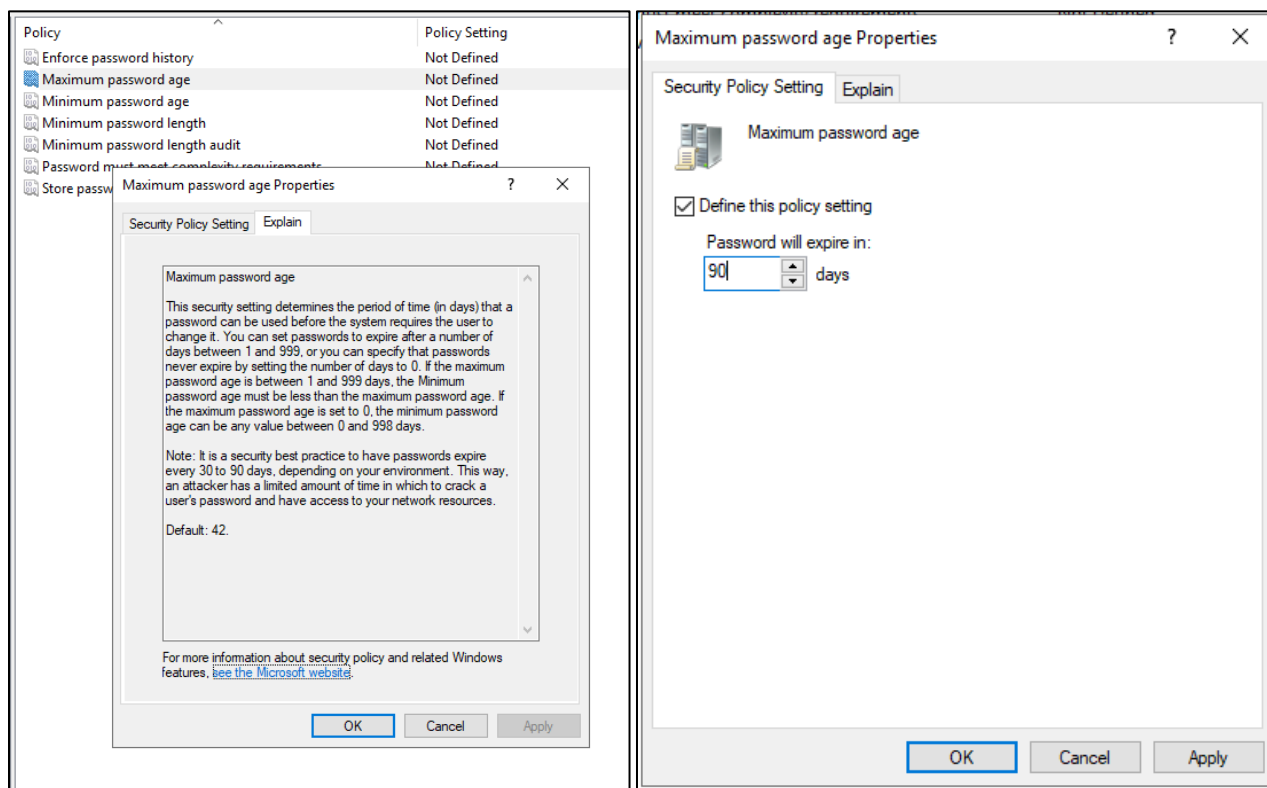 Policy Policy Setting
Enforce password history Not Defined
Maximum password age Not Defined
Minimum password age Not Defined
Minimum password length Not Defined
Minimum password length audit Not Defined
Password must meet complexity requirements Not Defined
Store passw
Maximum password age Properties ?
Security Policy Setting Explain
Maximum password age
This security setting determines the period of time (in days) that a
password can be used before the system requires the user to
change it. You can set passwords to expire after a number of
days between 1 and 999, or you can specify that passwords
never expire by setting the number of days to 0. If the maximum
password age is between 1 and 999 days, the Minimum
password age must be less than the maximum password age. If
the maximum password age is set to 0, the minimum password
age can be any value between 0 and 998 days.
Note: It is a security best practice to have passwords expire
every 30 to 90 days, depending on your environment. This way,
an attacker has a limited amount of time in which to crack a
user's password and have access to your network resources.
Default: 42.
For more information about security policy and related Windows
features, see the Microsoft website.
OK Cancel Apply
Maximum password age Properties ?
Security Policy Setting Explain
Maximum password age
Define this policy setting
Password will expire in:
90 days
OK Cancel Apply